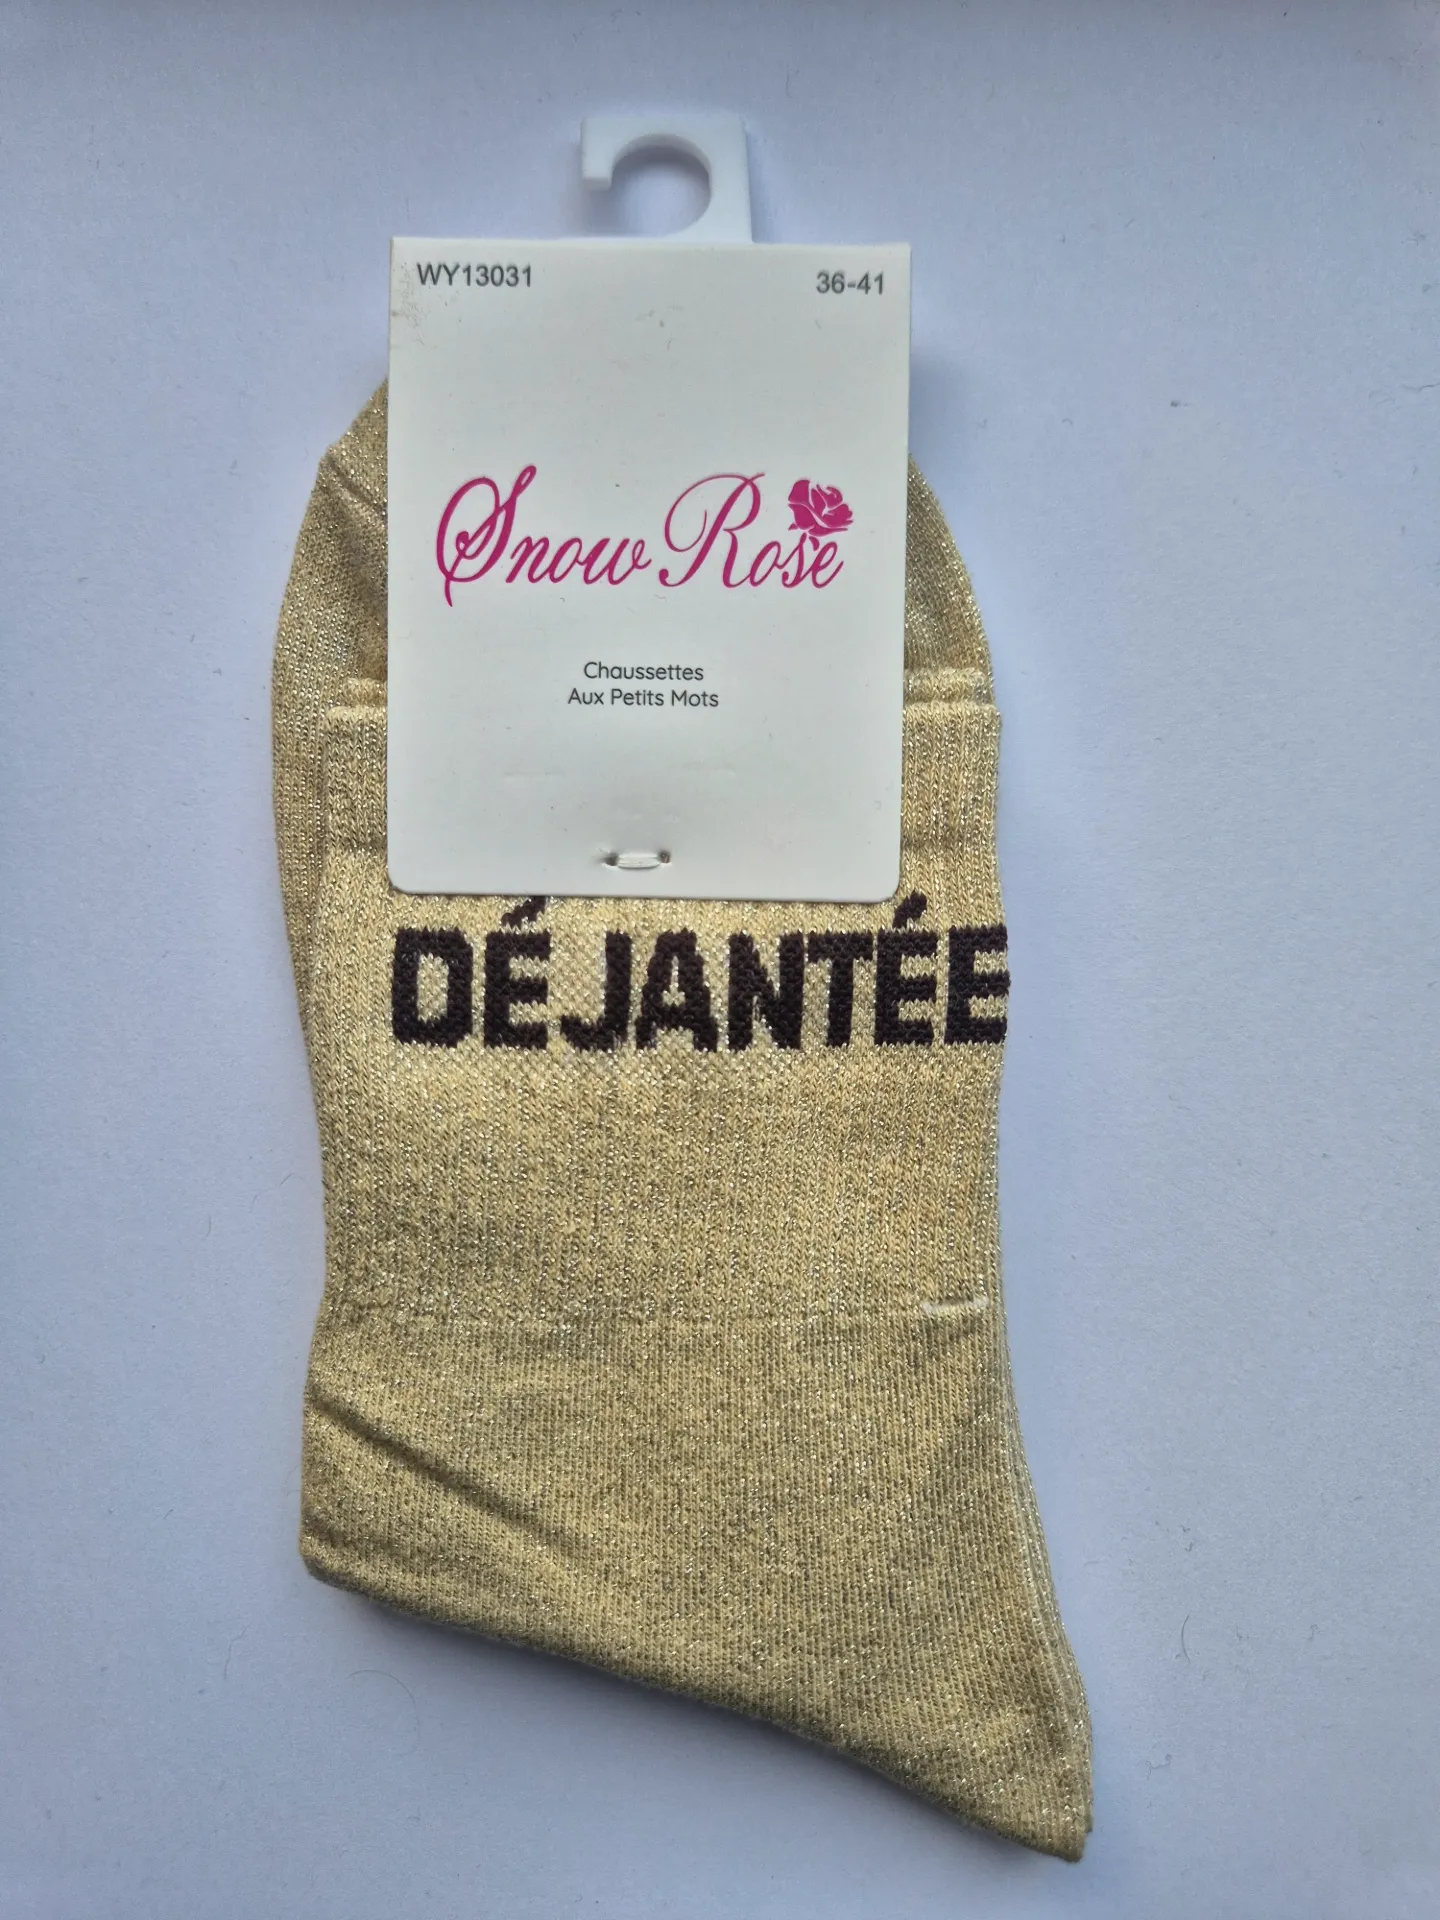 WY13031 36-41
Snow Rose
Chaussettes
Aux Petits Mots
DÉJANTÉE